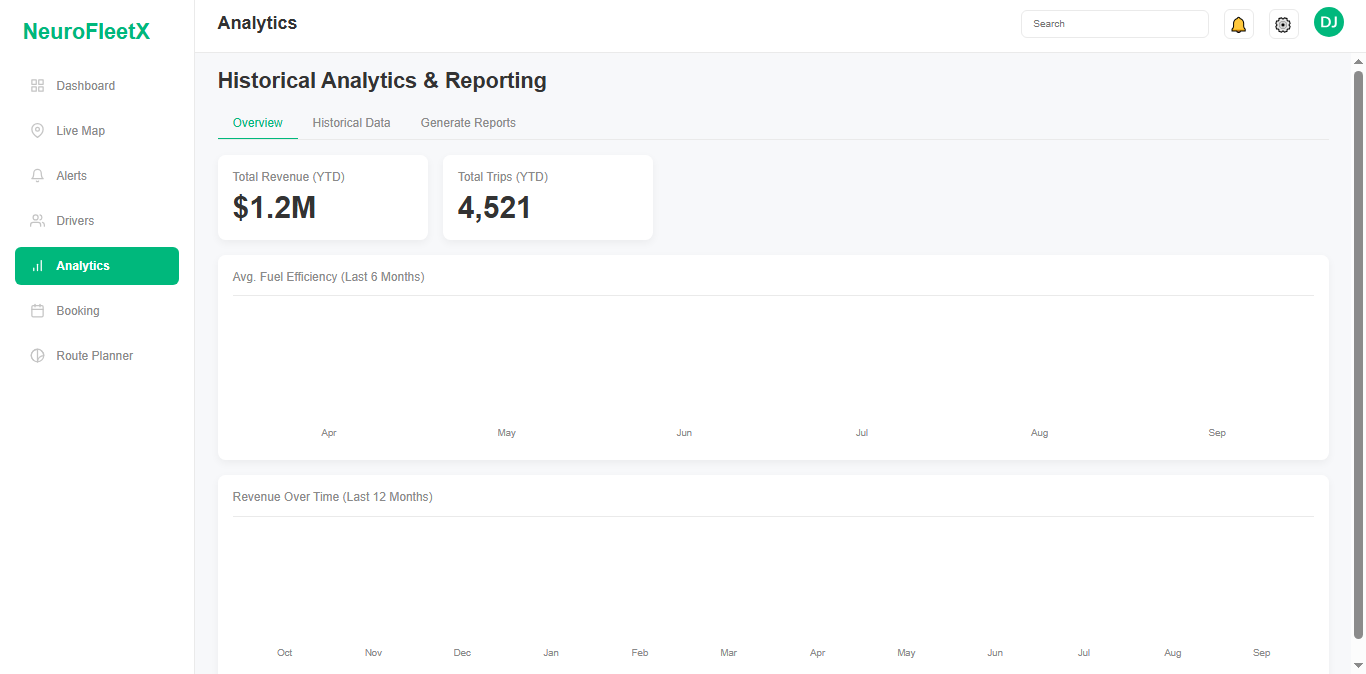 NeuroFleetX
Dashboard
Live Map
Alerts
Drivers
Analytics
Booking
Route Planner
Analytics
Search
DJ
Historical Analytics & Reporting
Overview Historical Data Generate Reports
Total Revenue (YTD)
$1.2M
Total Trips (YTD)
4,521
Avg. Fuel Efficiency (Last 6 Months)
Apr May Jun Jul Aug Sep
Revenue Over Time (Last 12 Months)
Oct Nov Dec Jan Feb Mar Apr May Jun Jul Aug Sep